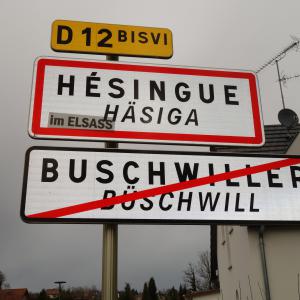 D 12 BISVI
HÉSINGUE
im ELSASS
HÄSIGA
BUSCHWILLER
BÜSCHWILL